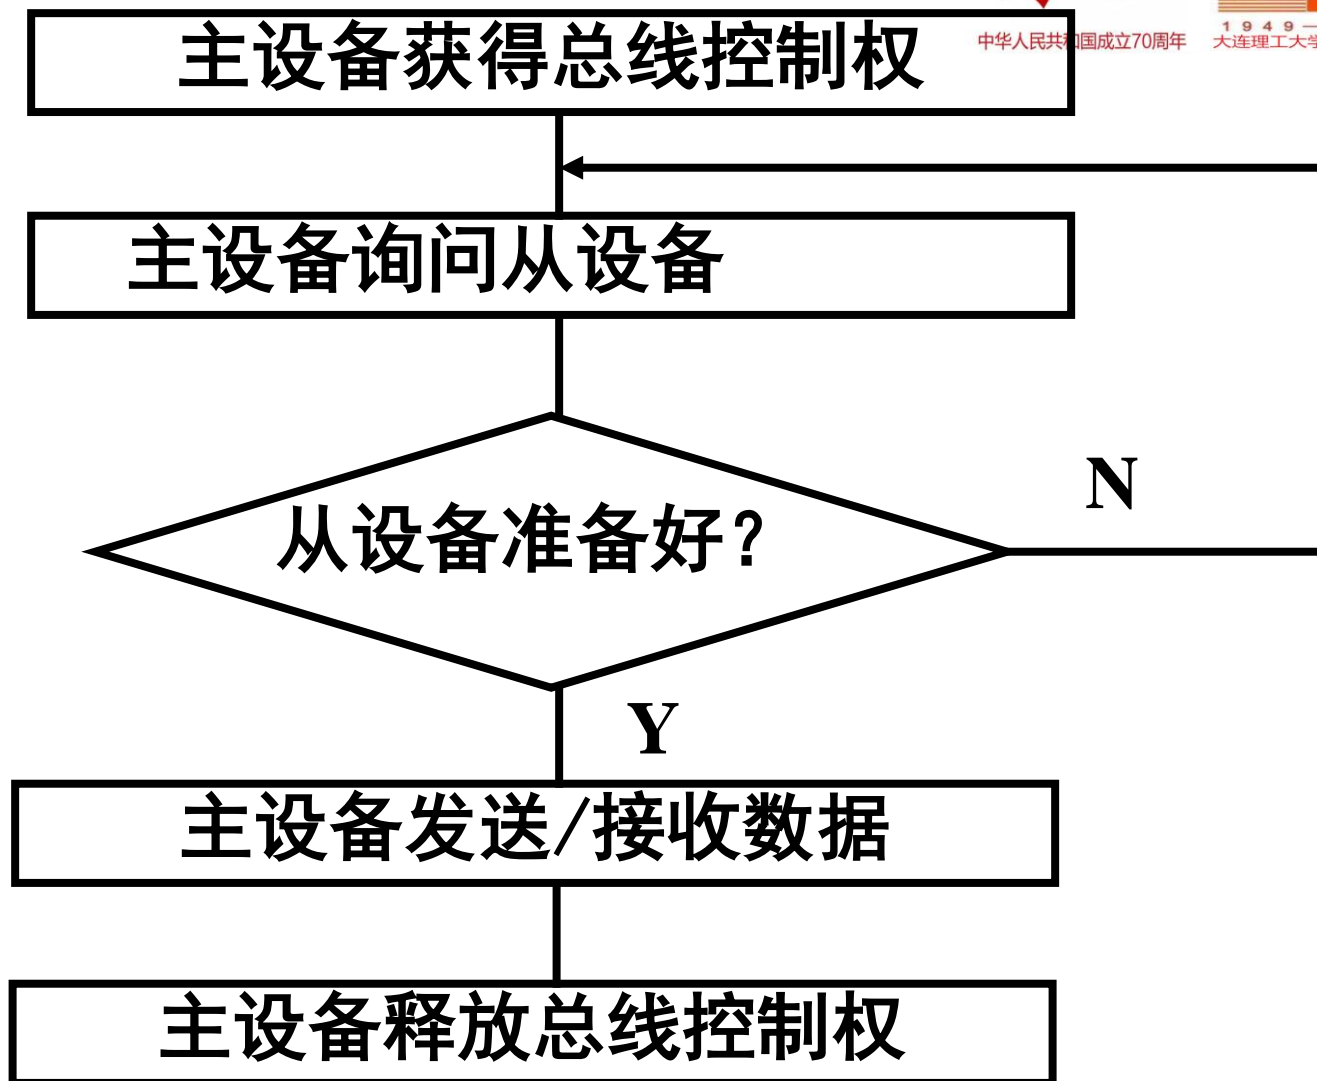 主设备获得总线控制权
中华人民共和国成立70周年
1949—
大连理工大学
主设备询问从设备
从设备准备好？
N
Y
主设备发送/接收数据
主设备释放总线控制权